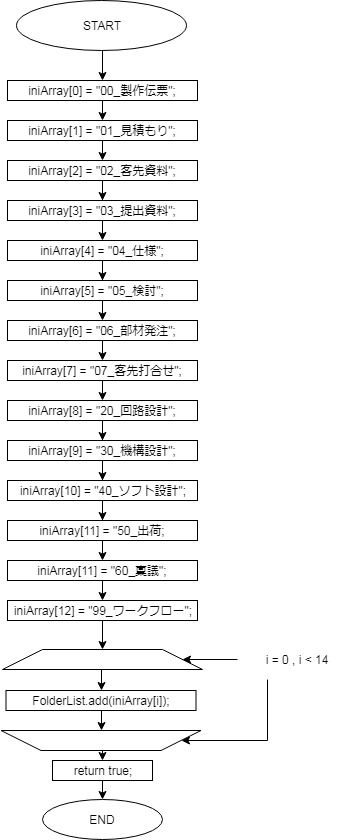 START
iniArray[0] = "00_製作伝票";
iniArray[1] = "01_見積もり";
iniArray[2] = "02_客先資料";
iniArray[3] = "03_提出資料";
iniArray[4] = "04_仕様";
iniArray[5] = "05_検討";
iniArray[6] = "06_部材発注";
iniArray[7] = "07_客先打合せ";
iniArray[8] = "20_回路設計";
iniArray[9] = "30_機構設計";
iniArray[10] = "40_ソフト設計";
iniArray[11] = "50_出荷;
iniArray[11] = "60_稟議";
iniArray[12] = "99_ワークフロー";
i = 0 , i < 14
FolderList.add(iniArray[i]);
return true;
END